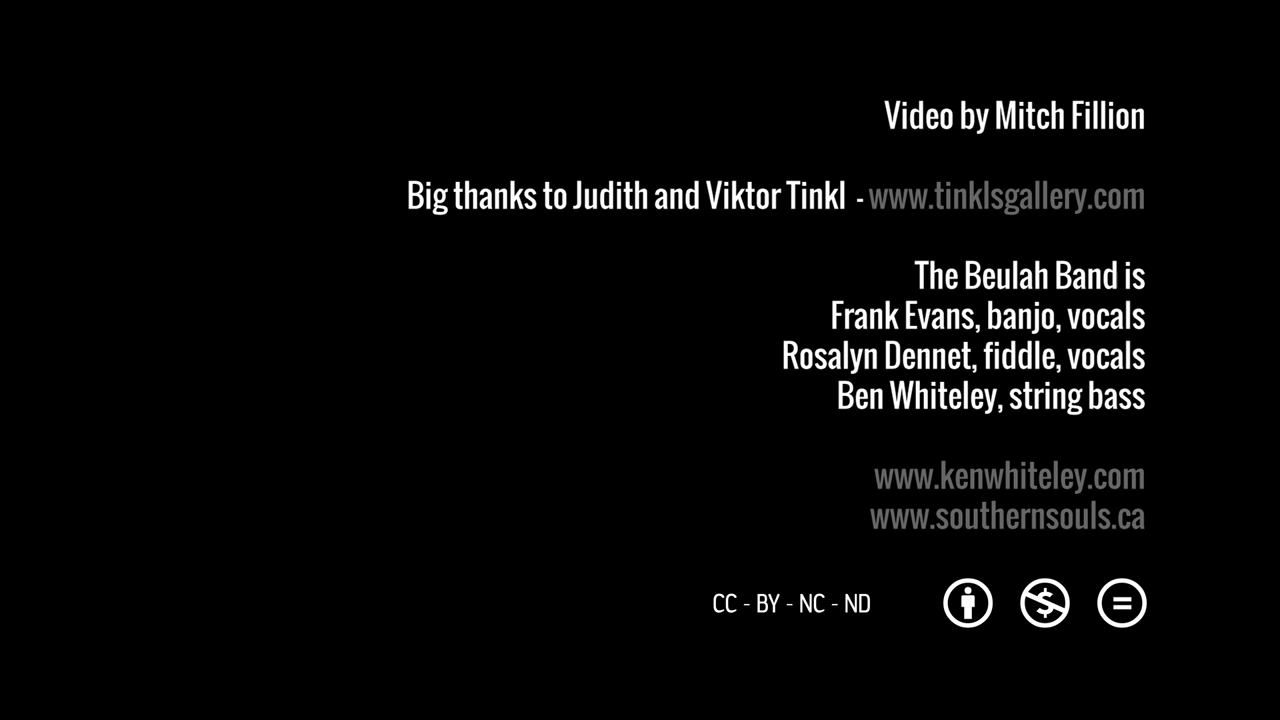 Video by Mitch Fillion
Big thanks to Judith and Viktor Tinkl - www.tinklsgallery.com
The Beulah Band is
Frank Evans, banjo, vocals
Rosalyn Dennet, fiddle, vocals
Ben Whiteley, string bass
www.kenwhiteley.com
www.southernsouls.ca
CC - BY - NC - ND